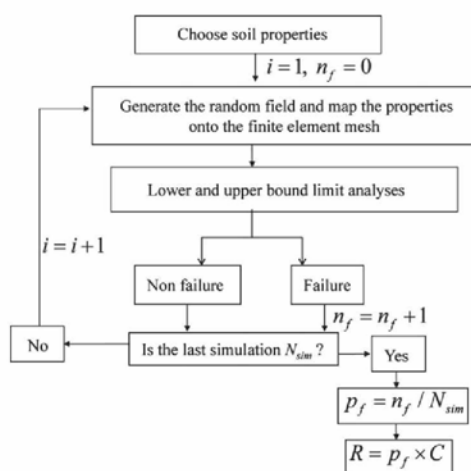 Choose soil properties
i=1, n_f=0
Generate the random field and map the properties
onto the finite element mesh
Lower and upper bound limit analyses
i=i+1
Non failure
Failure
n_f=n_f+1
No
Is the last simulation N_sim?
Yes
p_f=n_f/N_sim
R=p_f×C